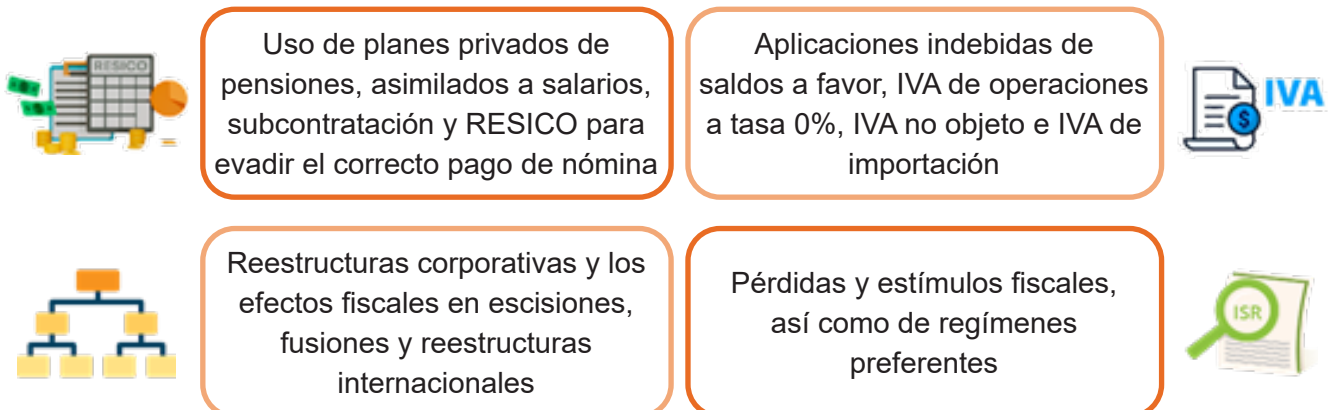 RESICO
Uso de planes privados de
pensiones, asimilados a salarios,
subcontratación y RESICO para
evadir el correcto pago de nómina
Aplicaciones indebidas de
saldos a favor, IVA de operaciones
a tasa 0%, IVA no objeto e IVA de
importación
IVA
$
Reestructuras corporativas y los
efectos fiscales en escisiones,
fusiones y reestructuras
internacionales
Pérdidas y estímulos fiscales,
así como de regímenes
preferentes
ISR